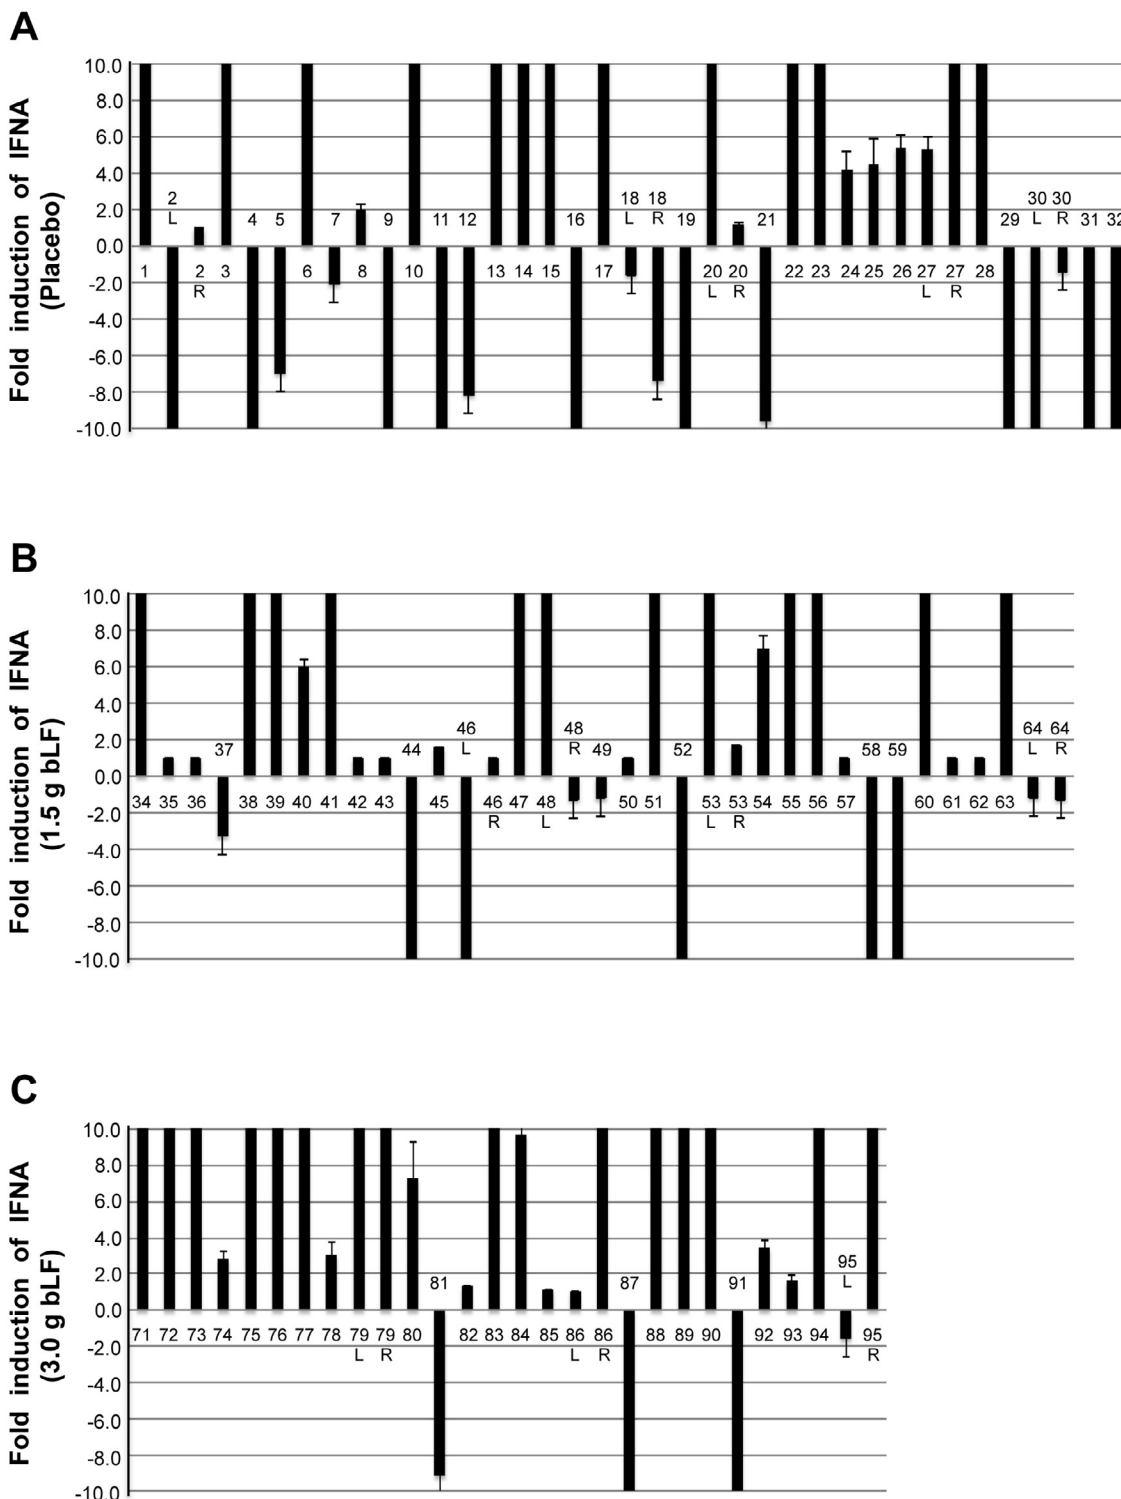 A
Fold induction of IFNA
(Placebo)
10.0
8.0
6.0
4.0
2.0
0.0
-2.0
-4.0
-6.0
-8.0
-10.0
2 18 18 30 30
L 4 5 7 9 11 12 16 L R 19 21 29 L R 31 32
1 2 3 6 8 10 13 14 15 17 20 20 22 23 24 25 26 27 27 28
R L R L R
B
Fold induction of IFNA
(1.5 g bLF)
10.0
8.0
6.0
4.0
2.0
0.0
-2.0
-4.0
-6.0
-8.0
-10.0
46 48 64 64
37 44 L R 49 52 58 59 L R
34 35 36 38 39 40 41 42 43 45 46 47 48 50 51 53 53 54 55 56 57 60 61 62 63
R L L R
C
Fold induction of IFNA
(3.0 g bLF)
10.0
8.0
6.0
4.0
2.0
0.0
-2.0
-4.0
-6.0
-8.0
-10.0
95
81 87 91 L
71 72 73 74 75 76 77 78 79 79 80 82 83 84 85 86 86 88 89 90 92 93 94 95
L R L R R